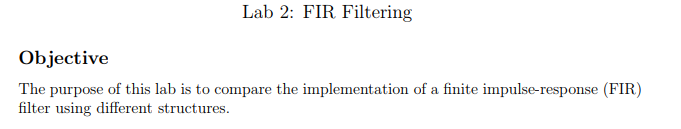 Lab 2: FIR Filtering
Objective
The purpose of this lab is to compare the implementation of a finite impulse-response (FIR)
filter using different structures.